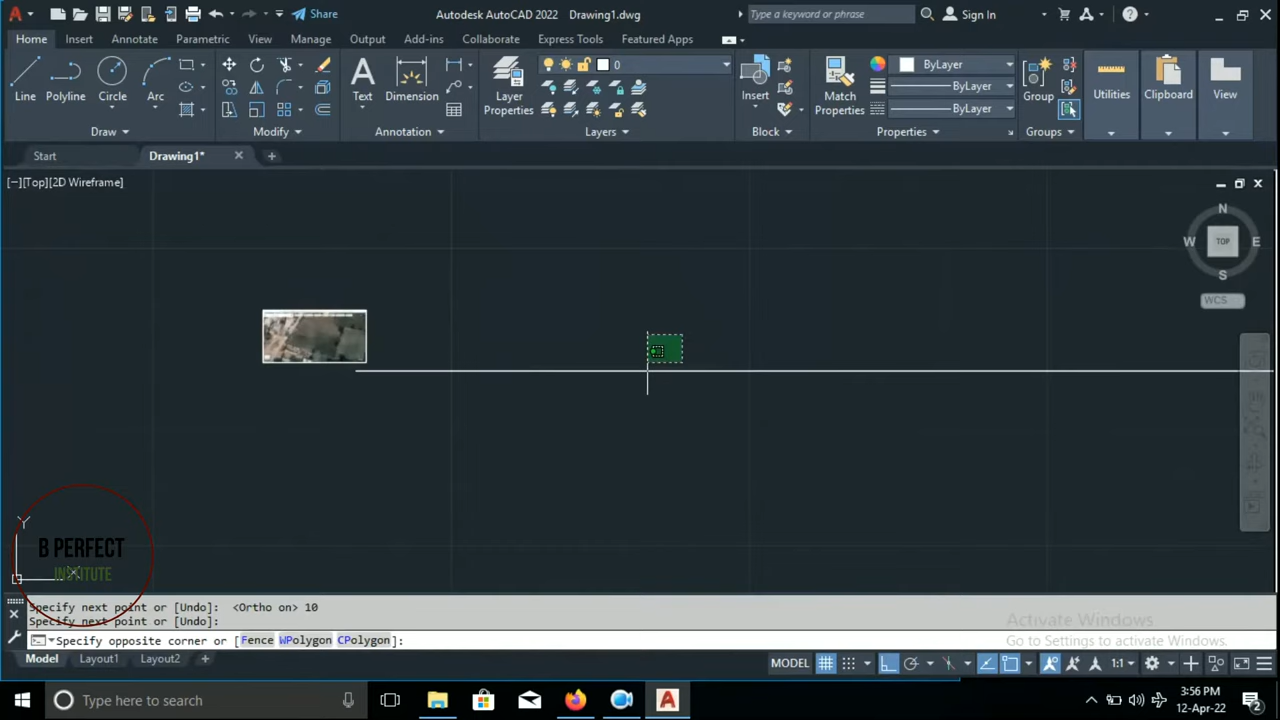 Share
Autodesk AutoCAD 2022 Drawing1.dwg
Type a keyword or phrase
Sign In
Home Insert Annotate Parametric View Manage Output Add-ins Collaborate Express Tools Featured Apps
Line Polyline Circle Arc
Text Dimension
Layer Properties
0
Insert
Match Properties
ByLayer
ByLayer
ByLayer
Group
Utilities
Clipboard
View
Draw Modify Annotation Layers Block Properties Groups
Start Drawing1*
[−][Top][2D Wireframe]
N
W TOP E
S
WCS
Y
X
B PERFECT
INSTITUTE
Specify next point or [Undo]: <Ortho on> 10
Specify next point or [Undo]:
Specify opposite corner or [Fence WPolygon CPolygon]:
Activate Windows
Go to Settings to activate Windows.
Model Layout1 Layout2
MODEL
1:1
Type here to search
3:56 PM
12-Apr-22
2